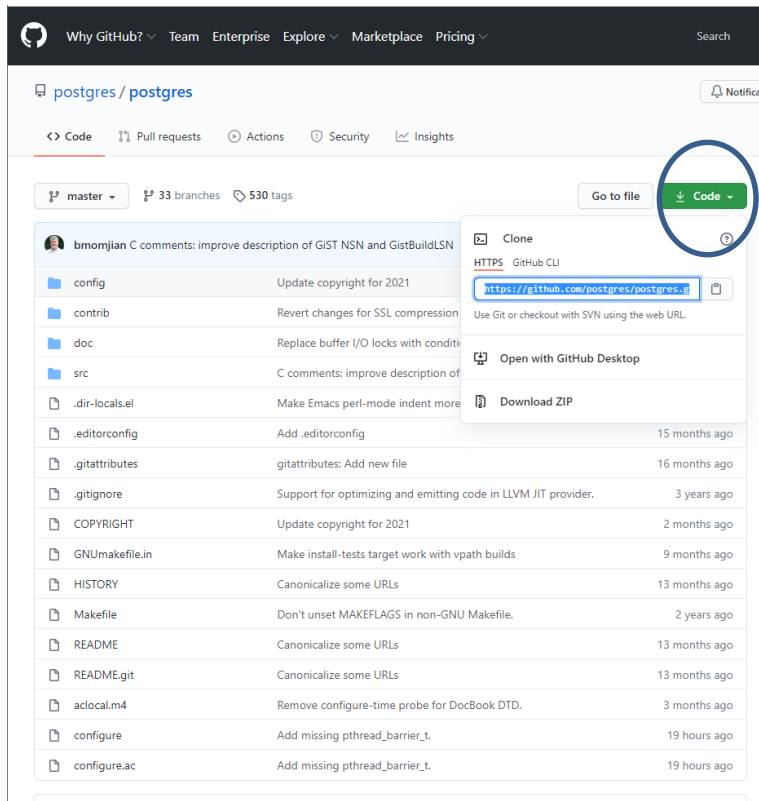 Why GitHub? Team Enterprise Explore Marketplace Pricing Search
postgres / postgres
Notifica
<> Code Pull requests Actions Security Insights
master 33 branches 530 tags Go to file Code
bmomjian C comments: improve description of GiST NSN and GistBuildLSN
Clone
HTTPS GitHub CLI
https://github.com/postgres/postgres.g
Use Git or checkout with SVN using the web URL.
Open with GitHub Desktop
Download ZIP
config Update copyright for 2021
contrib Revert changes for SSL compression
doc Replace buffer I/O locks with conditi
src C comments: improve description of
.dir-locals.el Make Emacs perl-mode indent more
.editorconfig Add .editorconfig 15 months ago
.gitattributes gitattributes: Add new file 16 months ago
.gitignore Support for optimizing and emitting code in LLVM JIT provider. 3 years ago
COPYRIGHT Update copyright for 2021 2 months ago
GNUmakefile.in Make install-tests target work with vpath builds 9 months ago
HISTORY Canonicalize some URLs 13 months ago
Makefile Don't unset MAKEFLAGS in non-GNU Makefile. 2 years ago
README Canonicalize some URLs 13 months ago
README.git Canonicalize some URLs 13 months ago
aclocal.m4 Remove configure-time probe for DocBook DTD. 3 months ago
configure Add missing pthread_barrier_t. 19 hours ago
configure.ac Add missing pthread_barrier_t. 19 hours ago